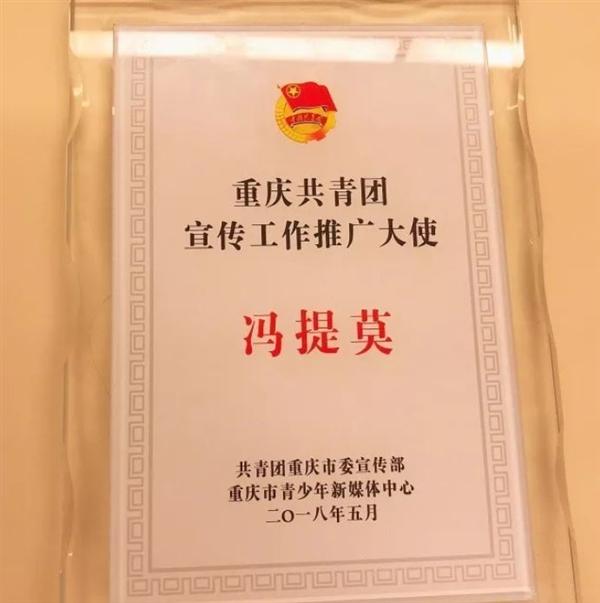 重庆共青团
宣传工作推广大使
冯提莫
共青团重庆市委宣传部
重庆市青少年新媒体中心
二〇一八年五月